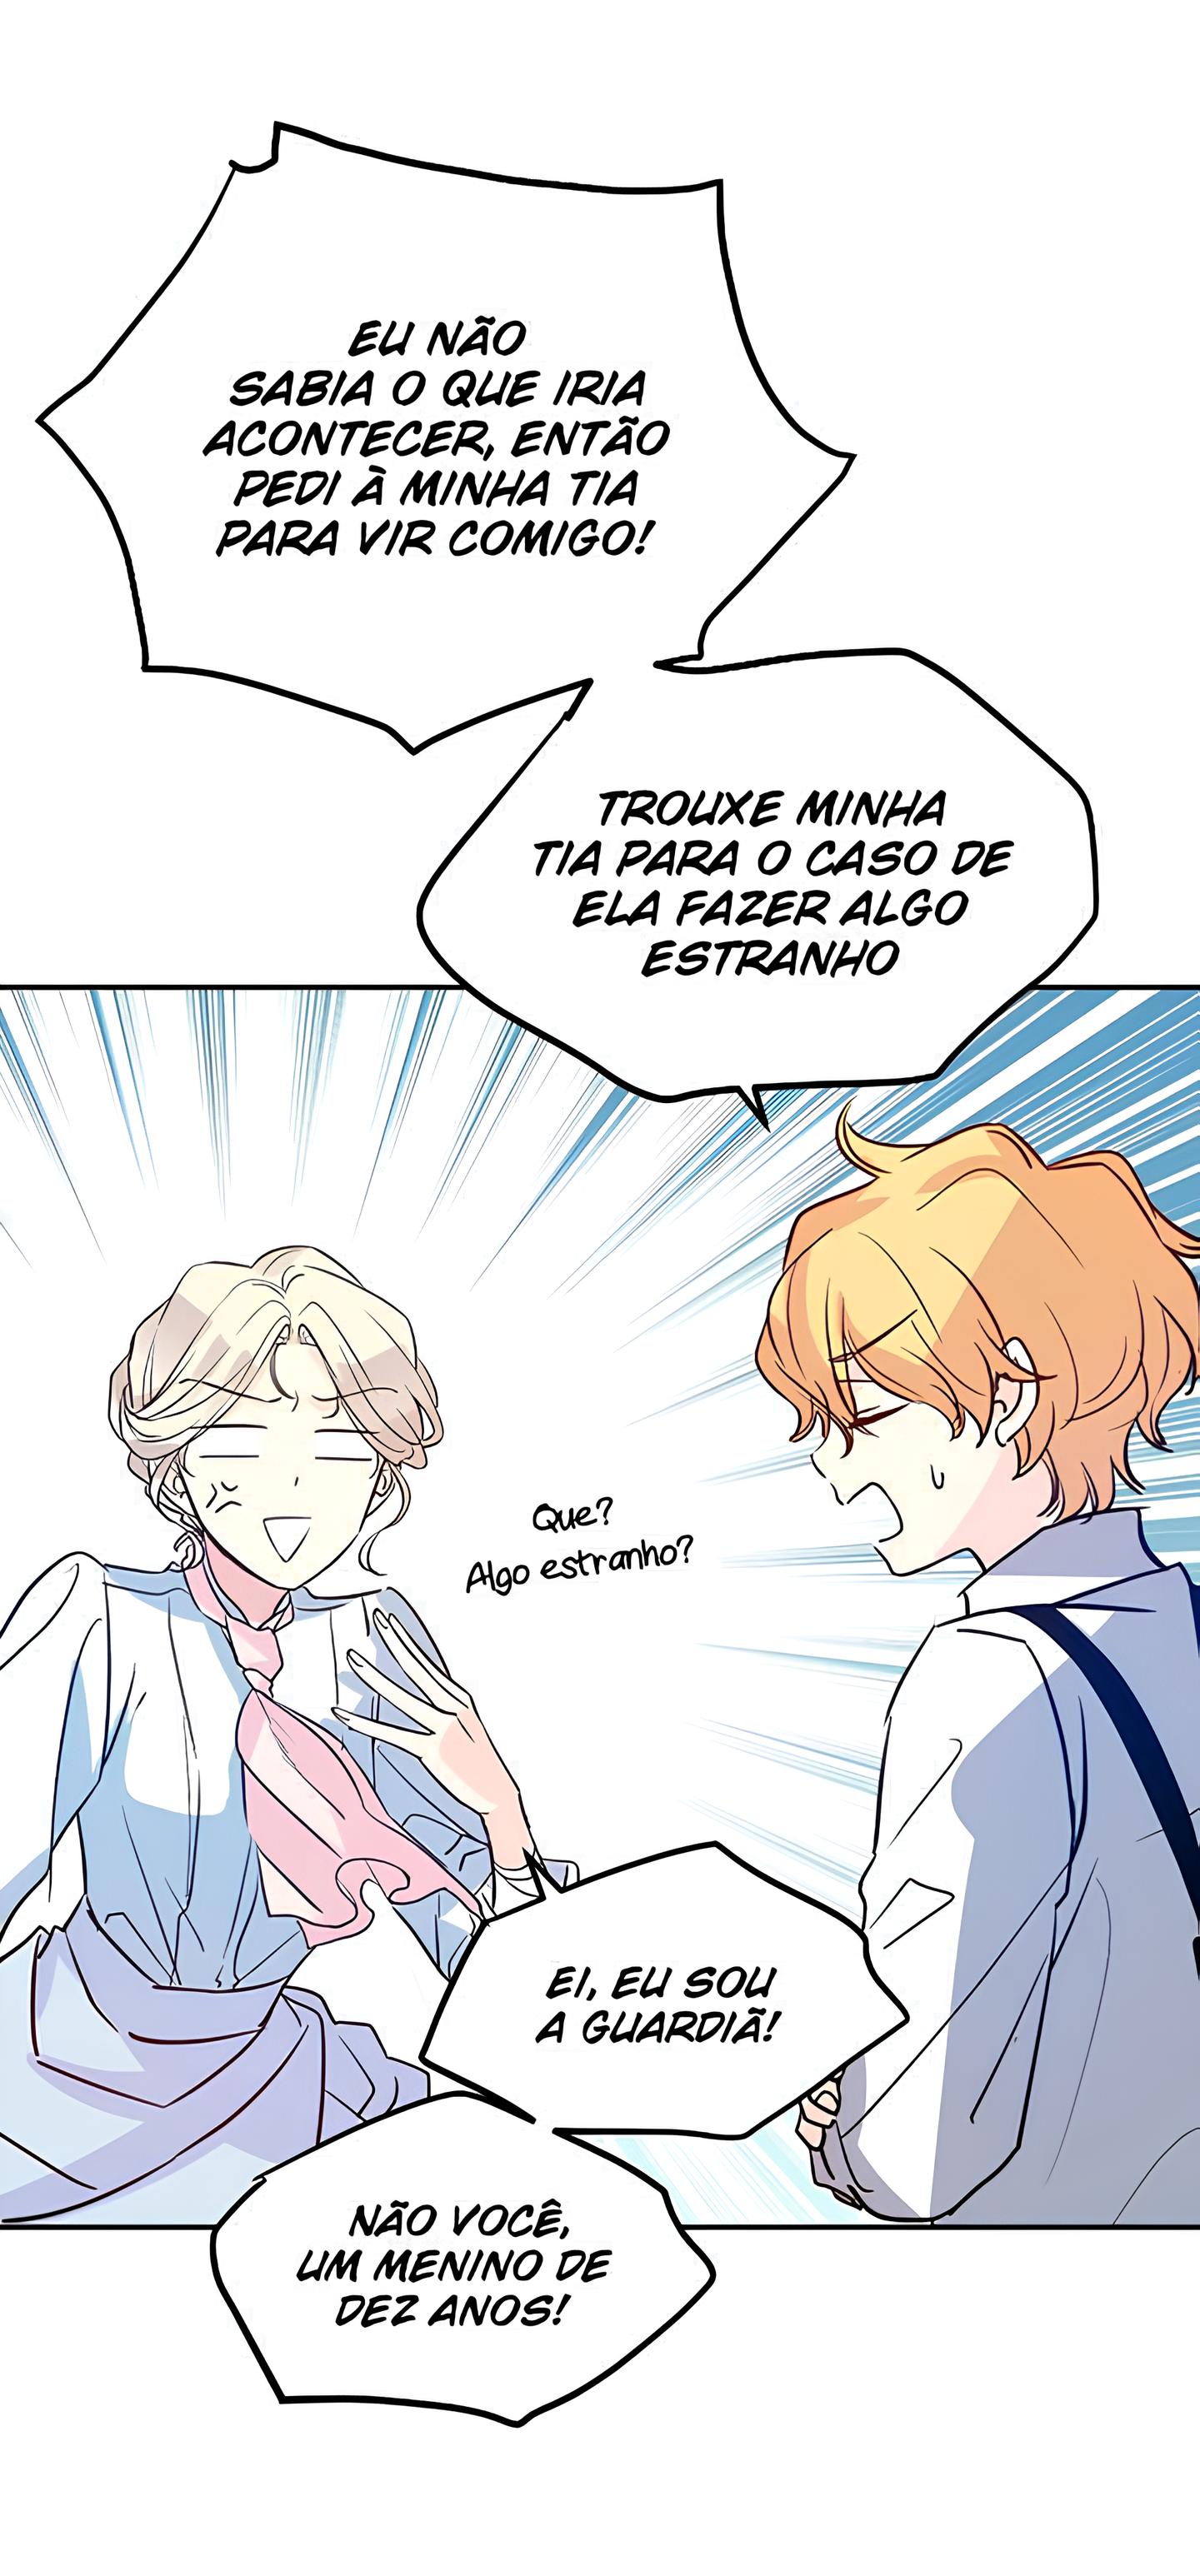 EU NÃO
SABIA O QUE IRIA
ACONTECER, ENTÃO
PEDI À MINHA TIA
PARA VIR COMIGO!
TROUXE MINHA
TIA PARA O CASO DE
ELA FAZER ALGO
ESTRANHO
Que?
Algo estranho?
EI, EU SOU
A GUARDIÃ!
NÃO VOCÊ,
UM MENINO DE
DEZ ANOS!